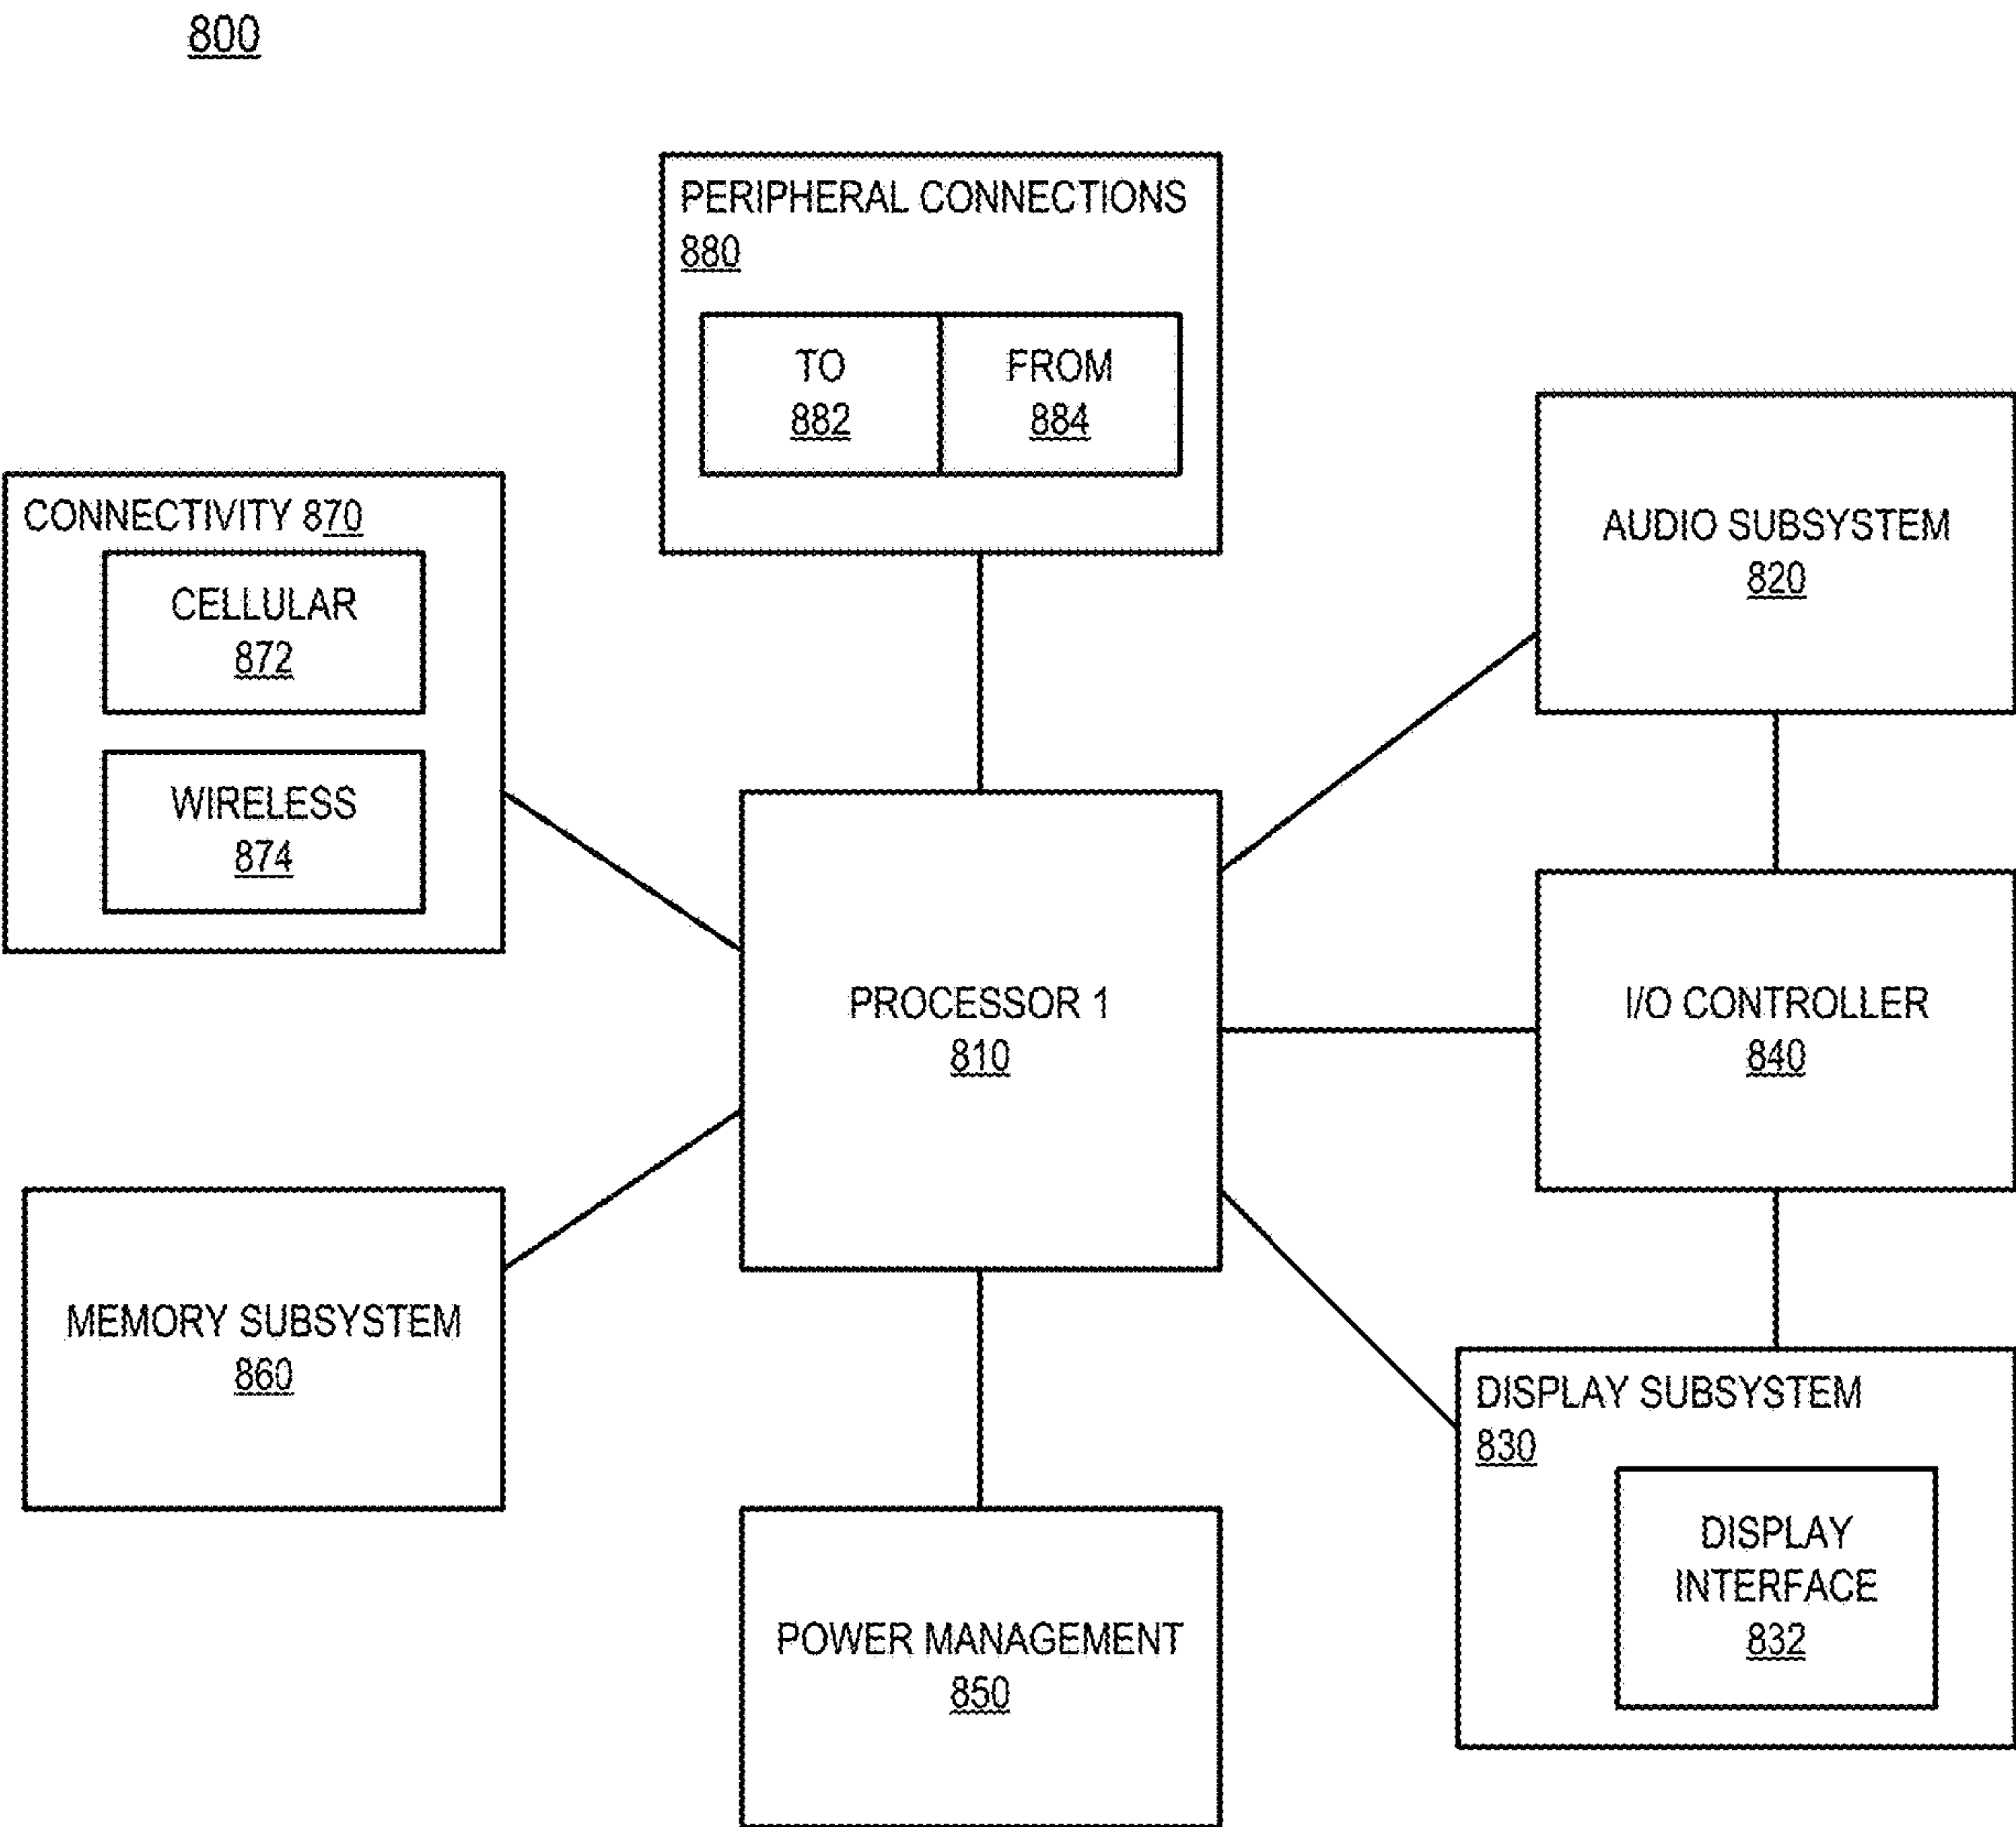 800
PERIPHERAL CONNECTIONS
880
TO
882
FROM
884
AUDIO SUBSYSTEM
820
CONNECTIVITY 870
CELLULAR
872
WIRELESS
874
PROCESSOR 1
810
I/O CONTROLLER
840
MEMORY SUBSYSTEM
860
DISPLAY SUBSYSTEM
830
DISPLAY
INTERFACE
832
POWER MANAGEMENT
850